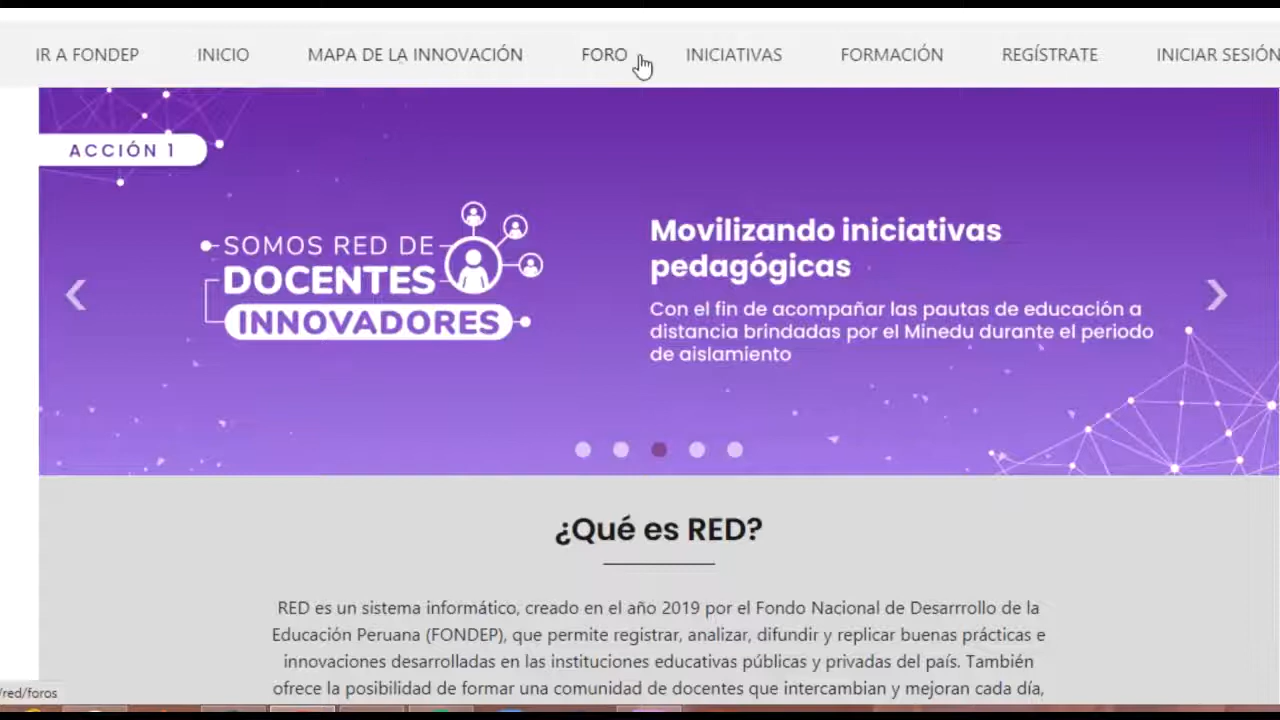 IR A FONDEP INICIO MAPA DE LA INNOVACIÓN FORO INICIATIVAS FORMACIÓN REGÍSTRATE INICIAR SESIÓN
ACCIÓN 1
SOMOS RED DE
DOCENTES
INNOVADORES
Movilizando iniciativas
pedagógicas
Con el fin de acompañar las pautas de educación a
distancia brindadas por el Minedu durante el periodo
de aislamiento
¿Qué es RED?
RED es un sistema informático, creado en el año 2019 por el Fondo Nacional de Desarrrollo de la
Educación Peruana (FONDEP), que permite registrar, analizar, difundir y replicar buenas prácticas e
innovaciones desarrolladas en las instituciones educativas públicas y privadas del país. También
ofrece la posibilidad de formar una comunidad de docentes que intercambian y mejoran cada día,
/red/foros